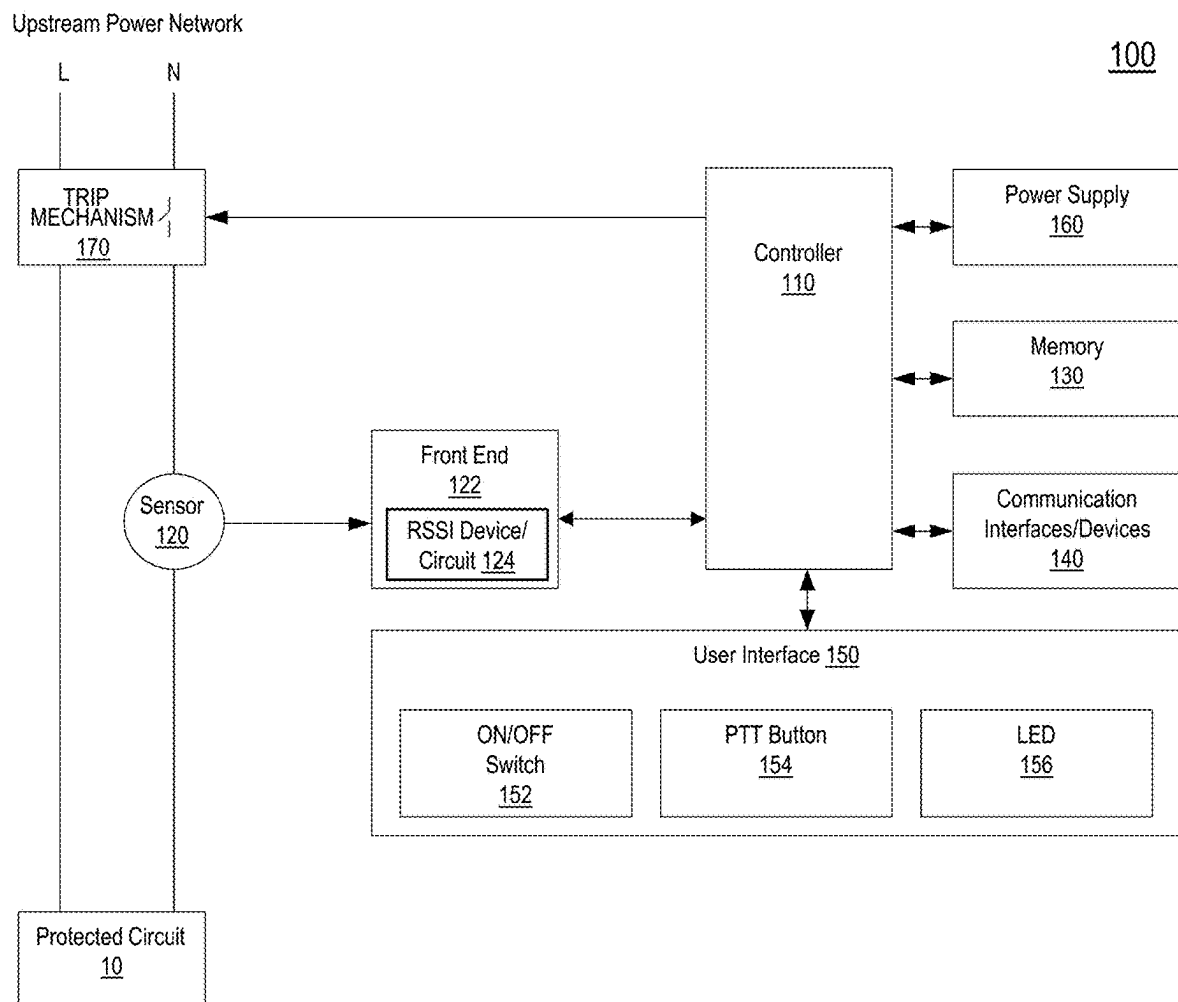 Upstream Power Network
100
L
N
TRIP
MECHANISM
170
Controller
110
Power Supply
160
Memory
130
Front End
122
RSSI Device/
Circuit 124
Sensor
120
Communication
Interfaces/Devices
140
User Interface 150
ON/OFF
Switch
152
PTT Button
154
LED
156
Protected Circuit
10